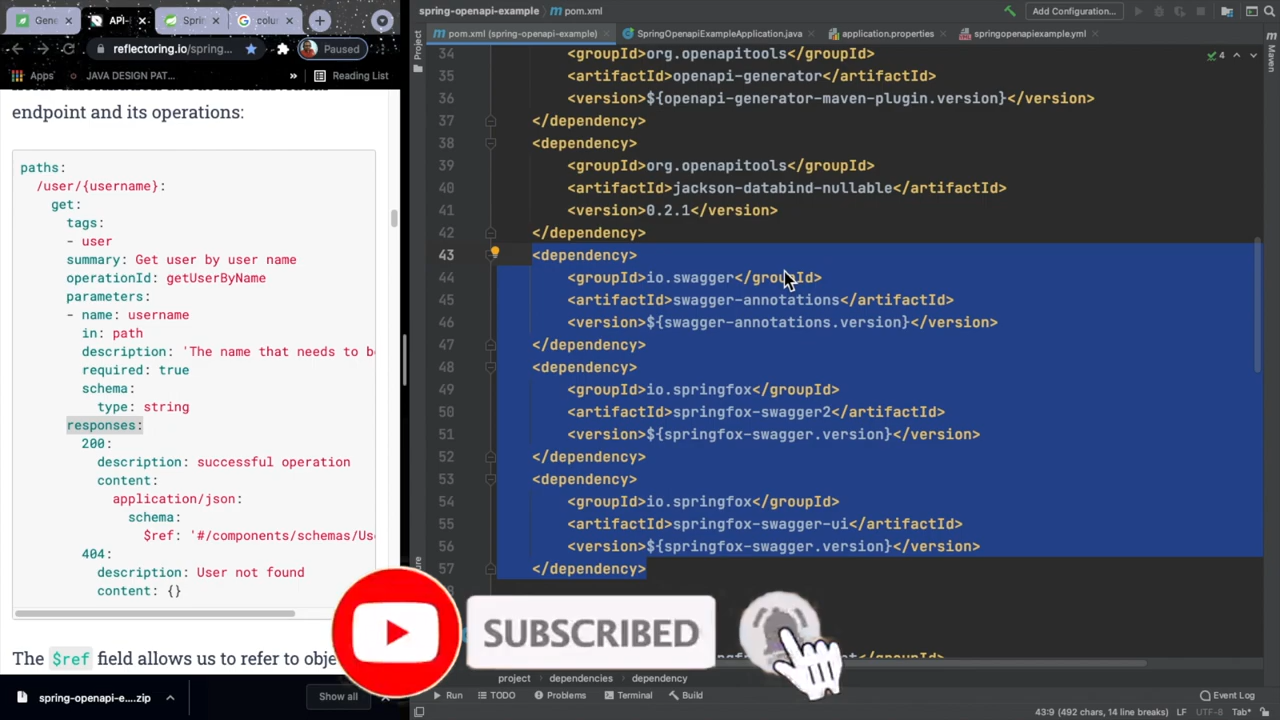 Gene
API-
Sprin
colu
Paused
reflectoring.io/spring...
Apps
JAVA DESIGN PAT...
»
Reading List
endpoint and its operations:
paths:
/user/{username}:
get:
tags:
- user
summary: Get user by user name
operationId: getUserByName
parameters:
- name: username
in: path
description: 'The name that needs to be
required: true
schema:
type: string
responses:
200:
description: successful operation
content:
application/json:
schema:
$ref: '#/components/schemas/Use
404:
description: User not found
content: {}
The $ref field allows us to refer to obje
spring-openapi-e....zip
Show all
spring-openapi-example
pom.xml
Add Configuration...
pom.xml (spring-openapi-example)
SpringOpenapiExampleApplication.java
application.properties
springopenapiexample.yml
Project
Maven
4
34 <groupId>org.openapitools</groupId>
35 <artifactId>openapi-generator</artifactId>
36 <version>${openapi-generator-maven-plugin.version}</version>
37 </dependency>
38 <dependency>
39 <groupId>org.openapitools</groupId>
40 <artifactId>jackson-databind-nullable</artifactId>
41 <version>0.2.1</version>
42 </dependency>
43 <dependency>
44 <groupId>io.swagger</groupId>
45 <artifactId>swagger-annotations</artifactId>
46 <version>${swagger-annotations.version}</version>
47 </dependency>
48 <dependency>
49 <groupId>io.springfox</groupId>
50 <artifactId>springfox-swagger2</artifactId>
51 <version>${springfox-swagger.version}</version>
52 </dependency>
53 <dependency>
54 <groupId>io.springfox</groupId>
55 <artifactId>springfox-swagger-ui</artifactId>
56 <version>${springfox-swagger.version}</version>
57 </dependency>
SUBSCRIBED
project
dependencies
dependency
Run
TODO
Problems
Terminal
Build
Event Log
43:9 (492 chars, 14 line breaks)
LF
UTF-8
Tab*